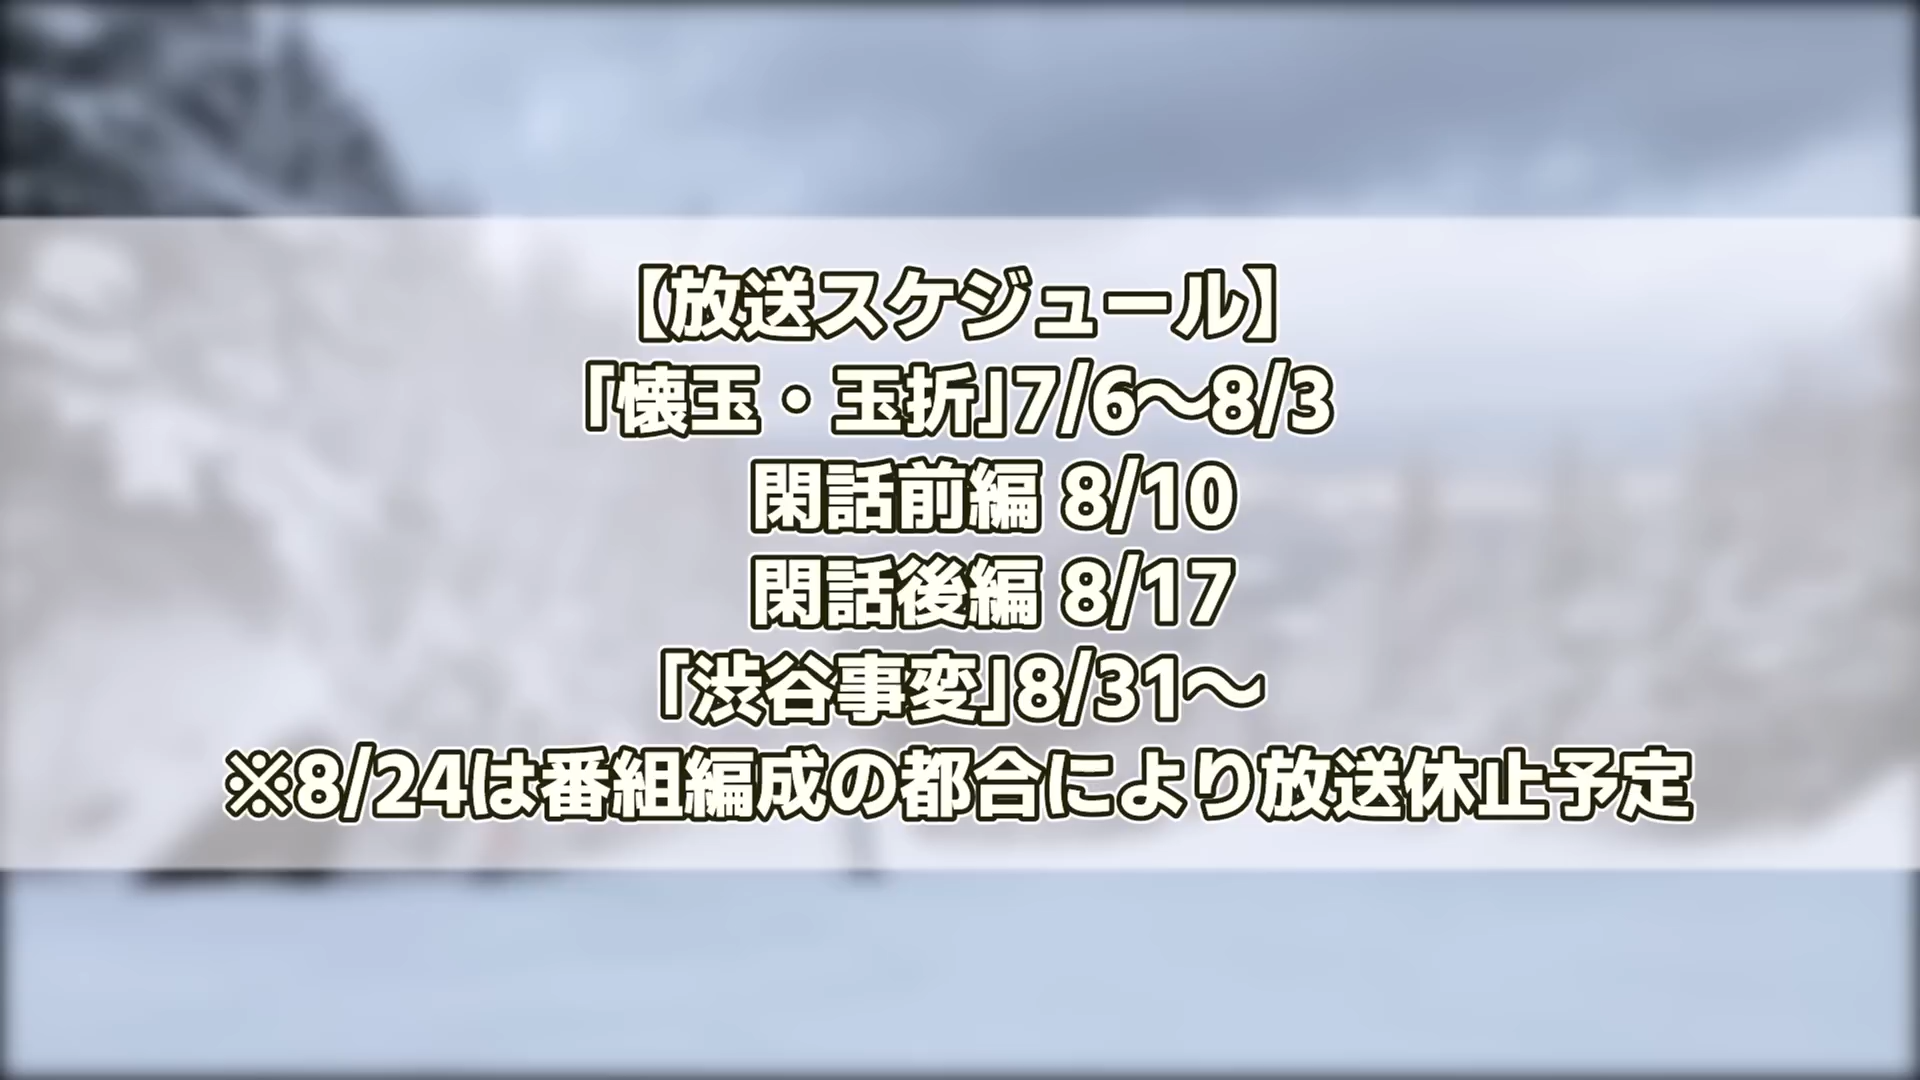 【放送スケジュール】
「懐玉・玉折」7/6～8/3
閑話前編 8/10
閑話後編 8/17
「渋谷事変」8/31～
※8/24は番組編成の都合により放送休止予定